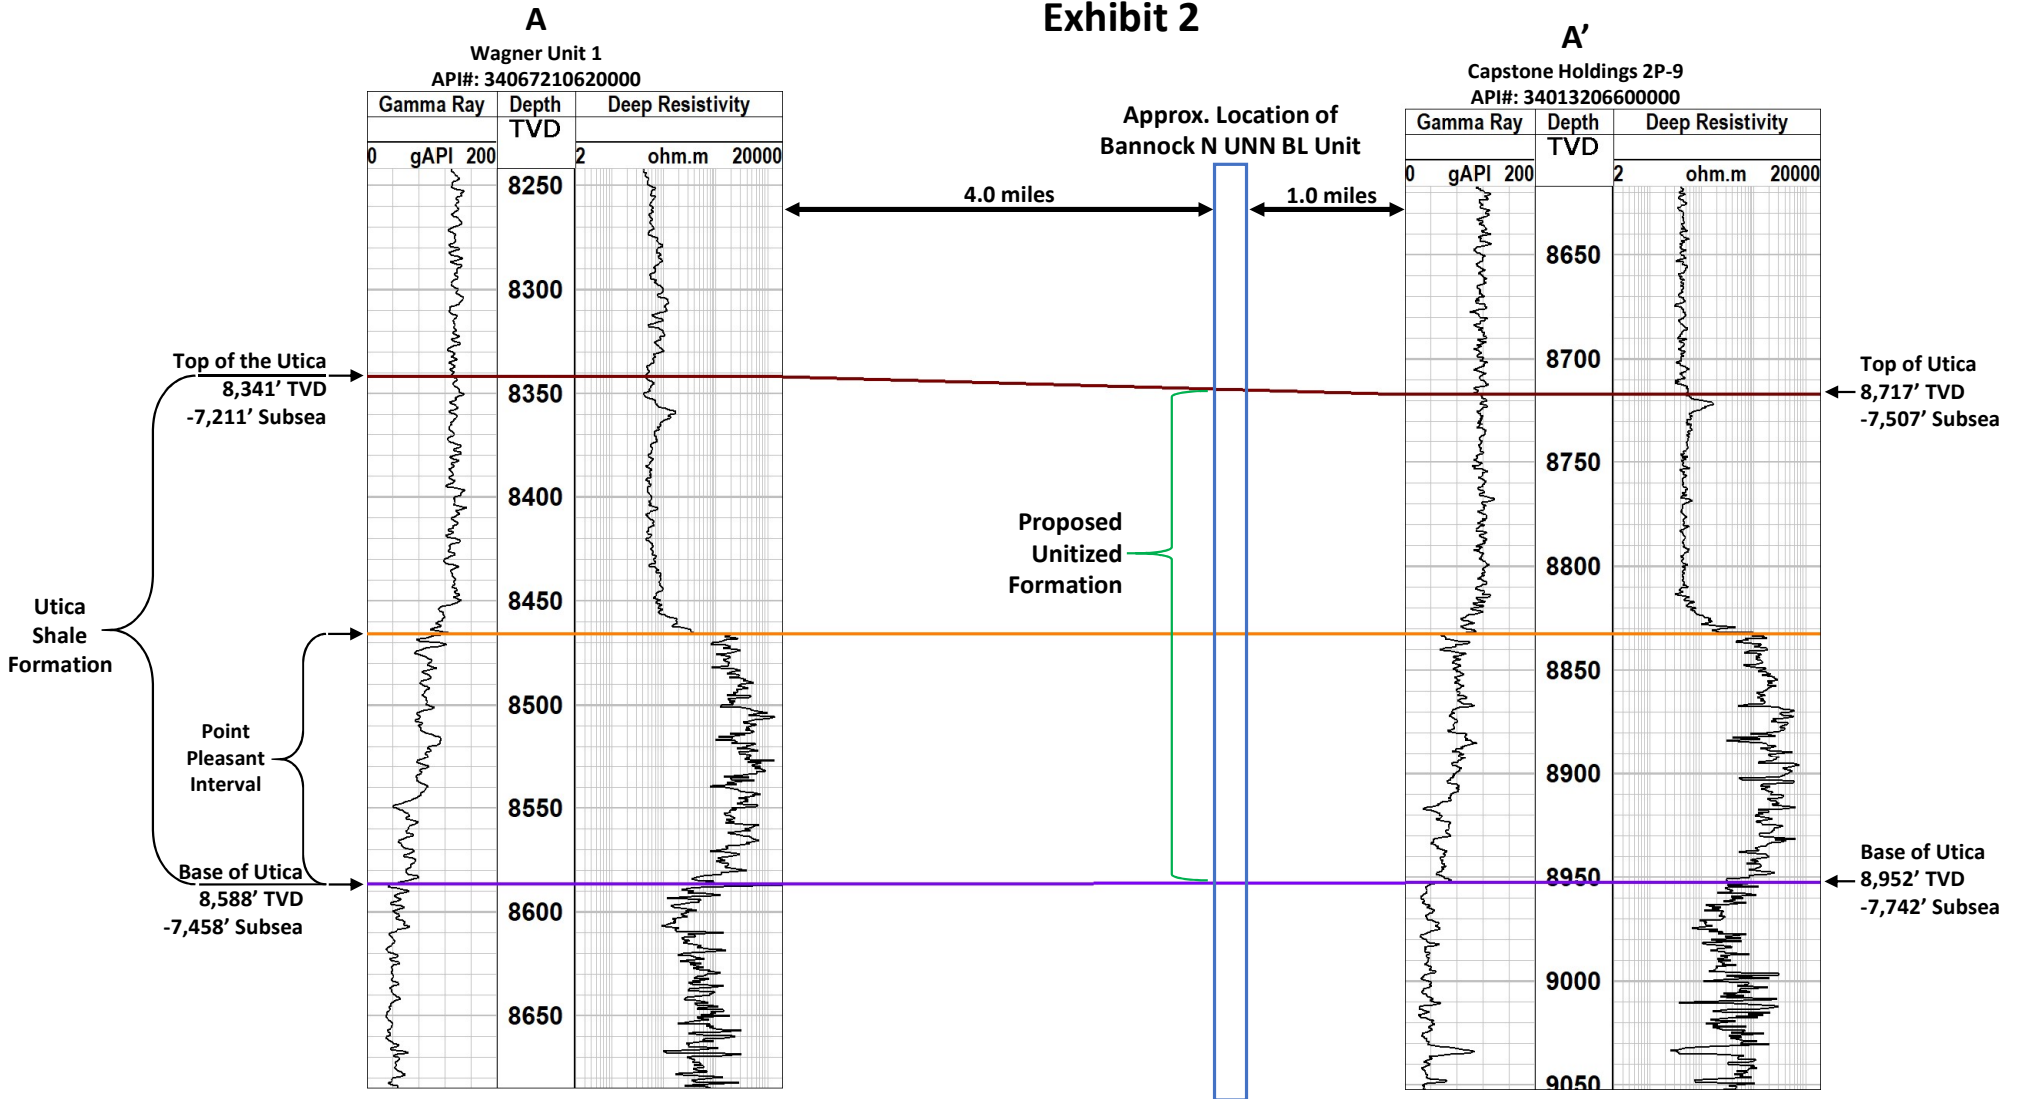 Exhibit 2
A
Wagner Unit 1
API#: 34067210620000
Gamma Ray Depth Deep Resistivity
TVD
0 gAPI 200 2 ohm.m 20000
8250
8300
8350
8400
8450
8500
8550
8600
8650
Top of the Utica
8,341’ TVD
-7,211’ Subsea
Utica
Shale
Formation
Point
Pleasant
Interval
Base of Utica
8,588’ TVD
-7,458’ Subsea
Approx. Location of
Bannock N UNN BL Unit
4.0 miles
1.0 miles
Proposed
Unitized
Formation
A’
Capstone Holdings 2P-9
API#: 34013206600000
Gamma Ray Depth Deep Resistivity
TVD
0 gAPI 200 2 ohm.m 20000
8650
8700
8750
8800
8850
8900
8950
9000
9050
Top of Utica
8,717’ TVD
-7,507’ Subsea
Base of Utica
8,952’ TVD
-7,742’ Subsea